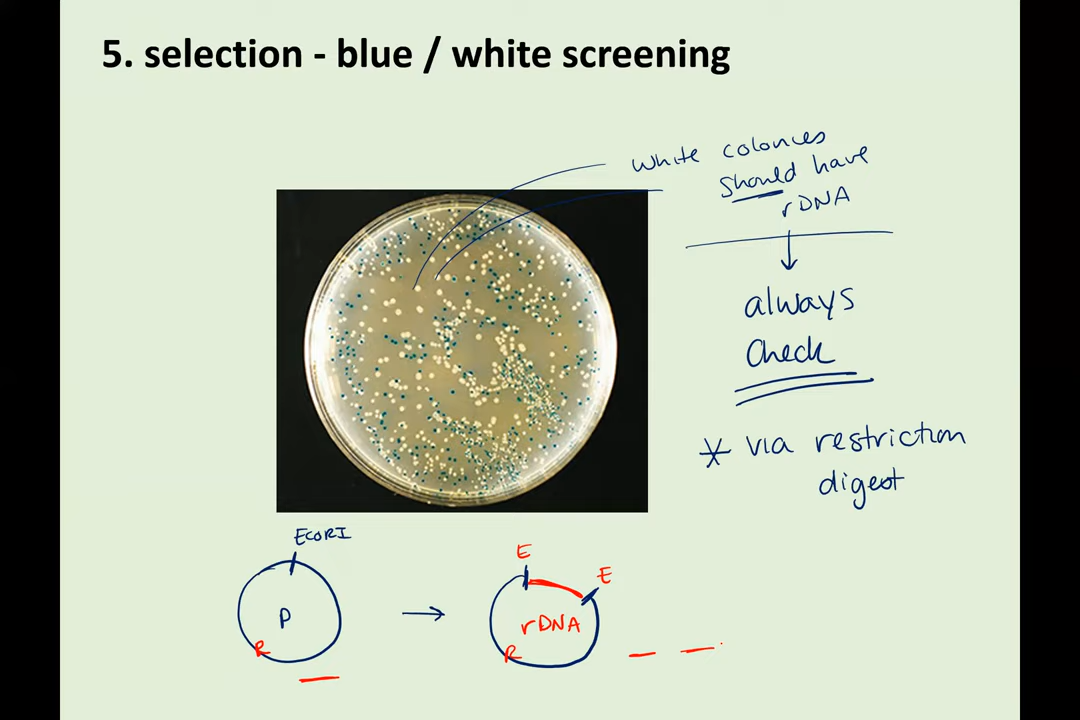 5. selection - blue / white screening
White colonies
should have
rDNA
always
check
* via restriction
digest
EcoRI
P
R
E
E
rDNA
R